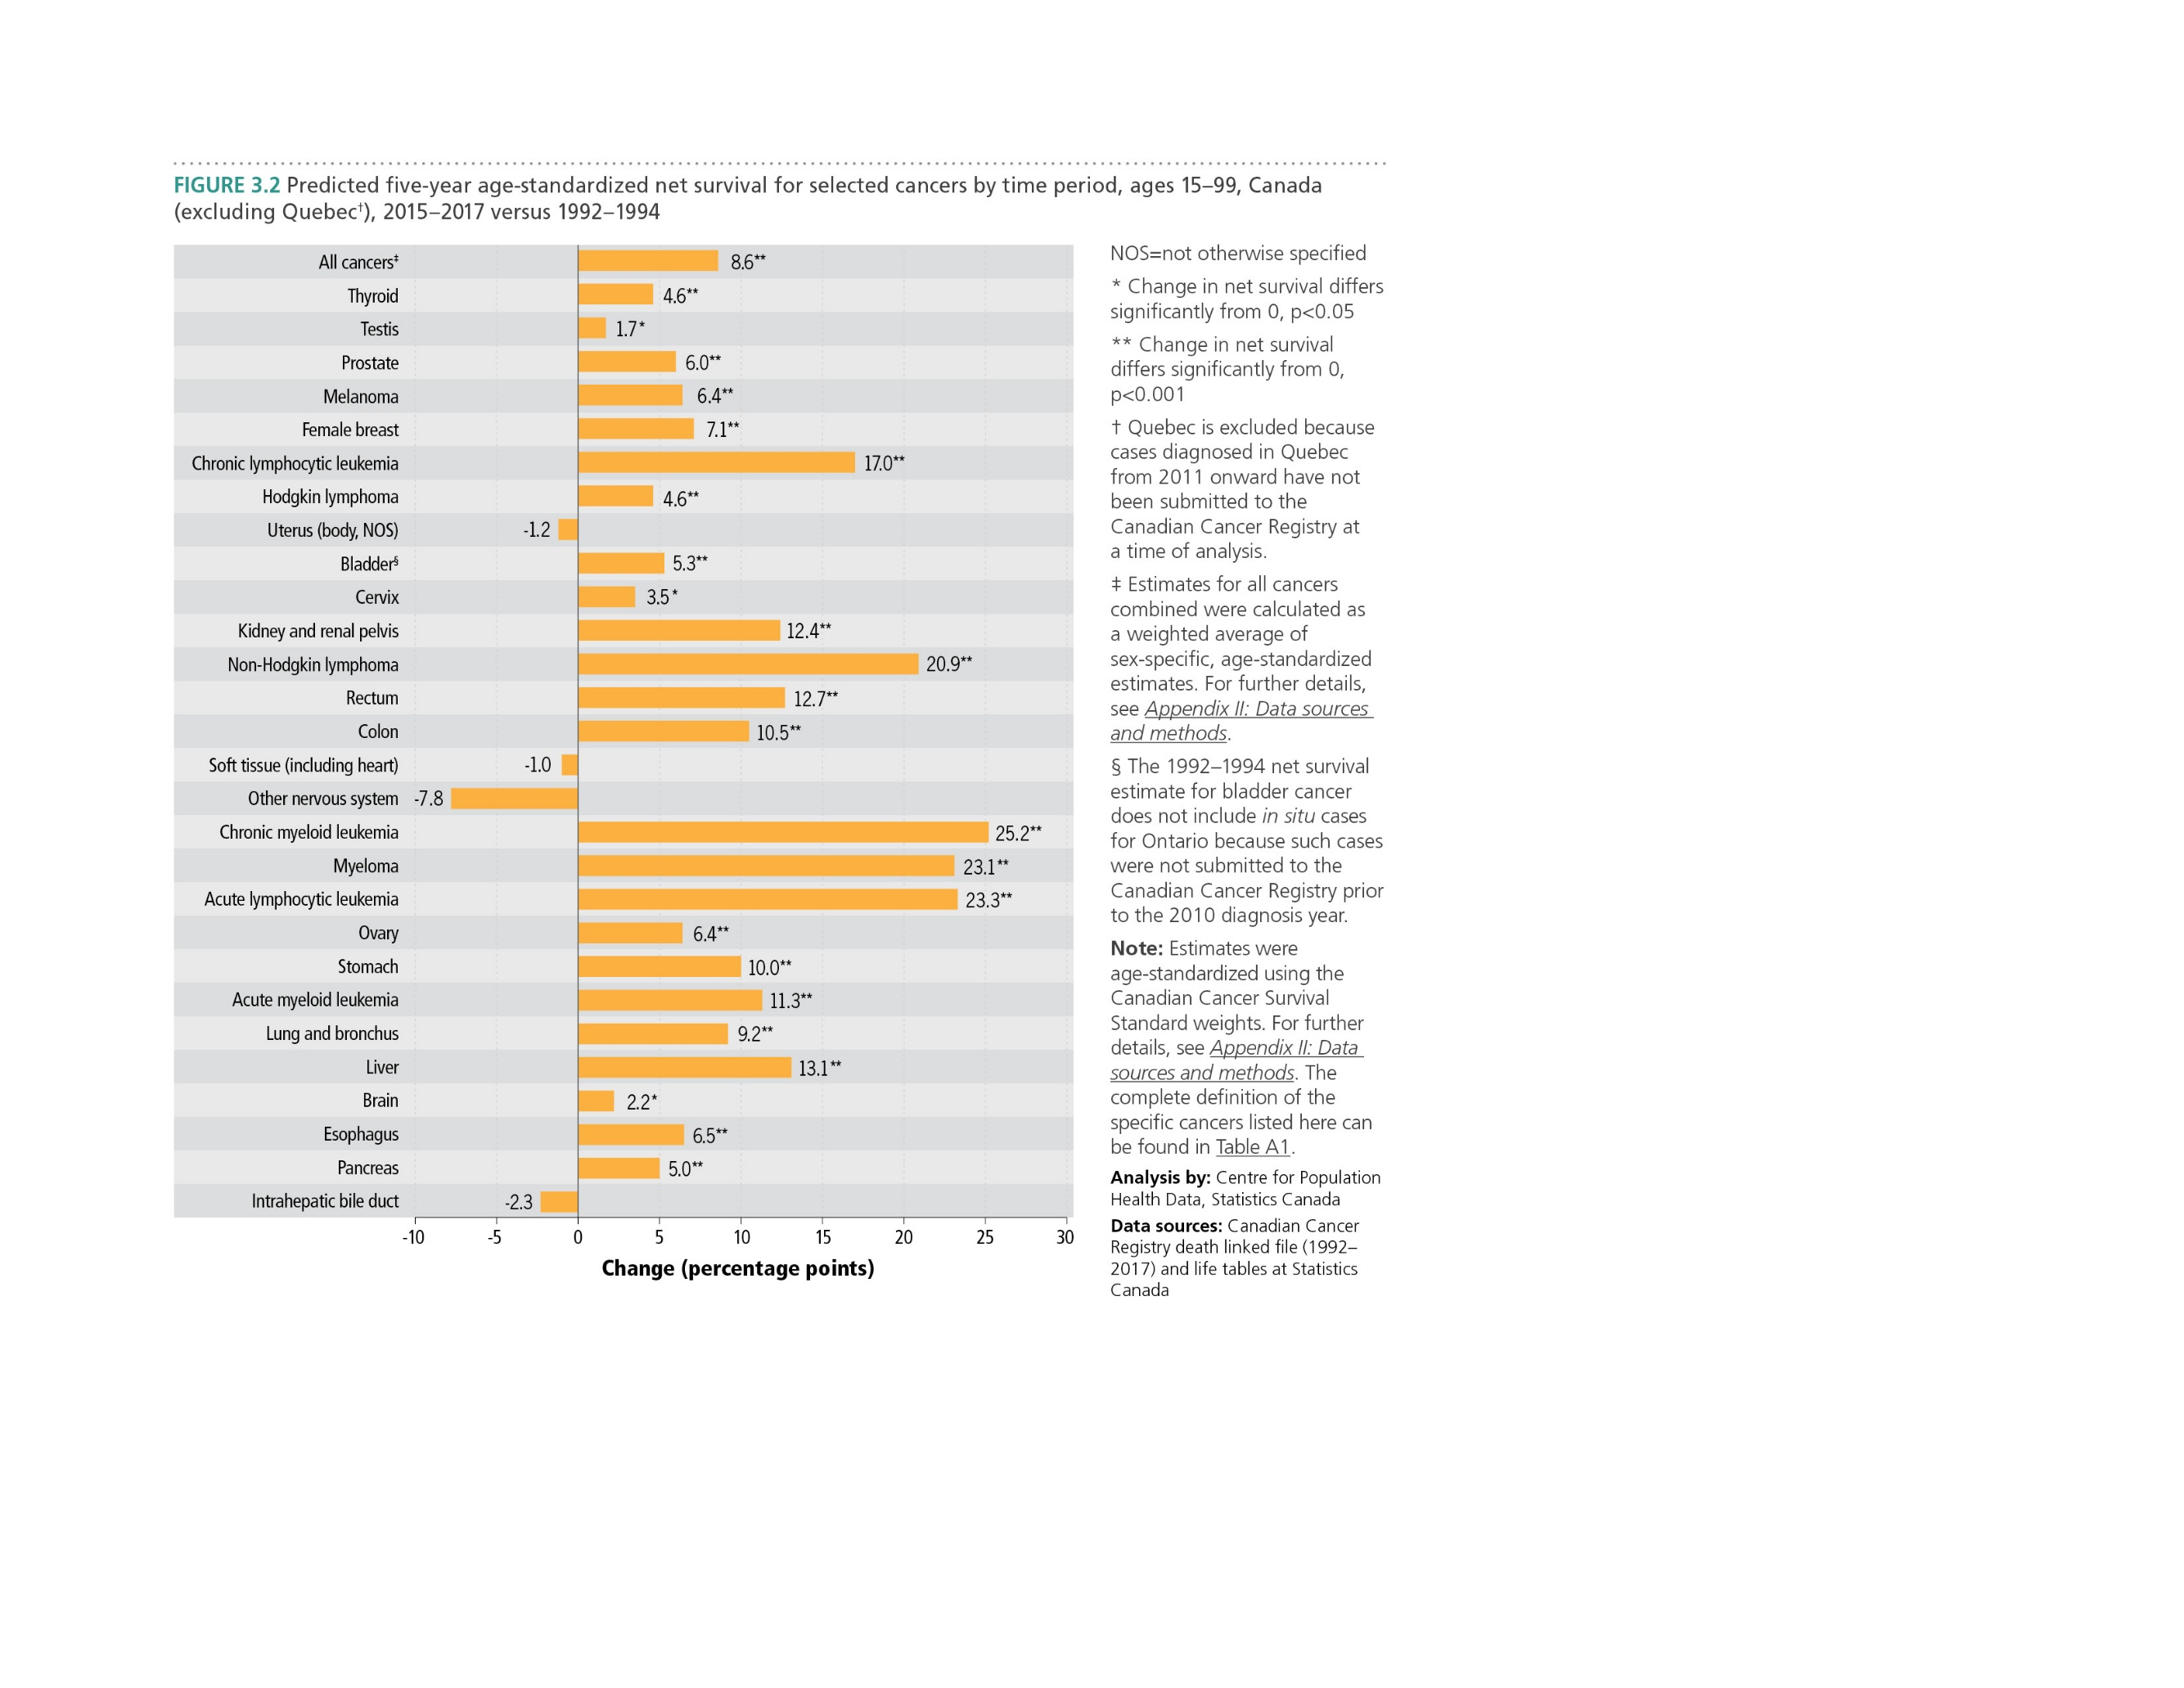 FIGURE 3.2 Predicted five-year age-standardized net survival for selected cancers by time period, ages 15–99, Canada
(excluding Quebec†), 2015–2017 versus 1992–1994
All cancers‡ 8.6**
Thyroid 4.6**
Testis 1.7*
Prostate 6.0**
Melanoma 6.4**
Female breast 7.1**
Chronic lymphocytic leukemia 17.0**
Hodgkin lymphoma 4.6**
Uterus (body, NOS) -1.2
Bladder§ 5.3**
Cervix 3.5*
Kidney and renal pelvis 12.4**
Non-Hodgkin lymphoma 20.9**
Rectum 12.7**
Colon 10.5**
Soft tissue (including heart) -1.0
Other nervous system -7.8
Chronic myeloid leukemia 25.2**
Myeloma 23.1**
Acute lymphocytic leukemia 23.3**
Ovary 6.4**
Stomach 10.0**
Acute myeloid leukemia 11.3**
Lung and bronchus 9.2**
Liver 13.1**
Brain 2.2*
Esophagus 6.5**
Pancreas 5.0**
Intrahepatic bile duct -2.3
-10 -5 0 5 10 15 20 25 30
Change (percentage points)
NOS=not otherwise specified
* Change in net survival differs
significantly from 0, p<0.05
** Change in net survival
differs significantly from 0,
p<0.001
† Quebec is excluded because
cases diagnosed in Quebec
from 2011 onward have not
been submitted to the
Canadian Cancer Registry at
a time of analysis.
‡ Estimates for all cancers
combined were calculated as
a weighted average of
sex-specific, age-standardized
estimates. For further details,
see Appendix II: Data sources
and methods.
§ The 1992–1994 net survival
estimate for bladder cancer
does not include in situ cases
for Ontario because such cases
were not submitted to the
Canadian Cancer Registry prior
to the 2010 diagnosis year.
Note: Estimates were
age-standardized using the
Canadian Cancer Survival
Standard weights. For further
details, see Appendix II: Data
sources and methods. The
complete definition of the
specific cancers listed here can
be found in Table A1.
Analysis by: Centre for Population
Health Data, Statistics Canada
Data sources: Canadian Cancer
Registry death linked file (1992–
2017) and life tables at Statistics
Canada